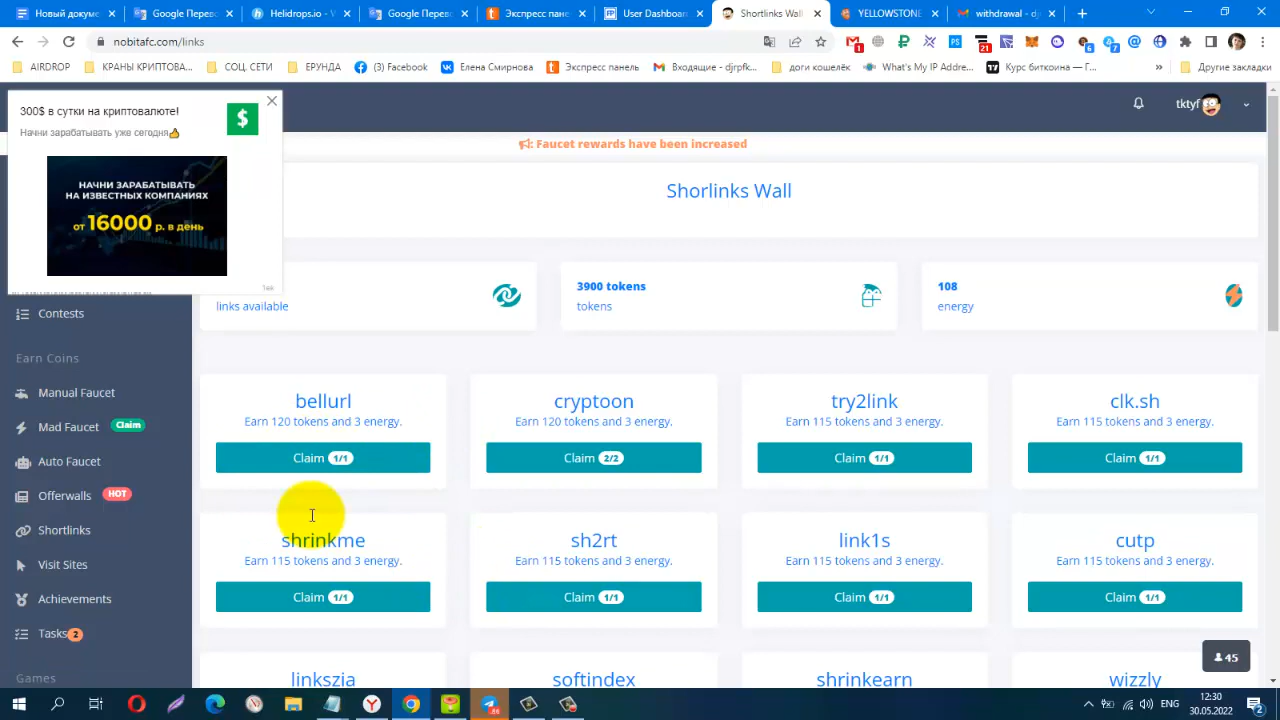 Новый докумен
Google Перево
Helidrops.io - W
Google Перево
Экспресс пане
User Dashboar
Shortlinks Wall
YELLOWSTONE
withdrawal - djr
nobitafc.com/links
AIRDROP
КРАНЫ КРИПТОВА...
СОЦ. СЕТИ
ЕРУНДА
(3) Facebook
Елена Смирнова
Экспресс панель
Входящие - djrpfk...
доги кошелёк
What's My IP Addre...
Курс биткоина — Г...
»
Другие закладки
300$ в сутки на криптовалюте!
Начни зарабатывать уже сегодня👍
НАЧНИ ЗАРАБАТЫВАТЬ
НА ИЗВЕСТНЫХ КОМПАНИЯХ
от 16000 р. в день
tktyf
Faucet rewards have been increased
Shorlinks Wall
links available
3900 tokens
tokens
108
energy
Contests
Earn Coins
Manual Faucet
Mad Faucet Claim
Auto Faucet
Offerwalls HOT
Shortlinks
Visit Sites
Achievements
Tasks 2
Games
bellurl
Earn 120 tokens and 3 energy.
Claim 1/1
cryptoon
Earn 120 tokens and 3 energy.
Claim 2/2
try2link
Earn 115 tokens and 3 energy.
Claim 1/1
clk.sh
Earn 115 tokens and 3 energy.
Claim 1/1
shrinkme
Earn 115 tokens and 3 energy.
Claim 1/1
sh2rt
Earn 115 tokens and 3 energy.
Claim 1/1
link1s
Earn 115 tokens and 3 energy.
Claim 1/1
cutp
Earn 115 tokens and 3 energy.
Claim 1/1
linkszia
softindex
shrinkearn
wizzly
45
ENG
12:30
30.05.2022